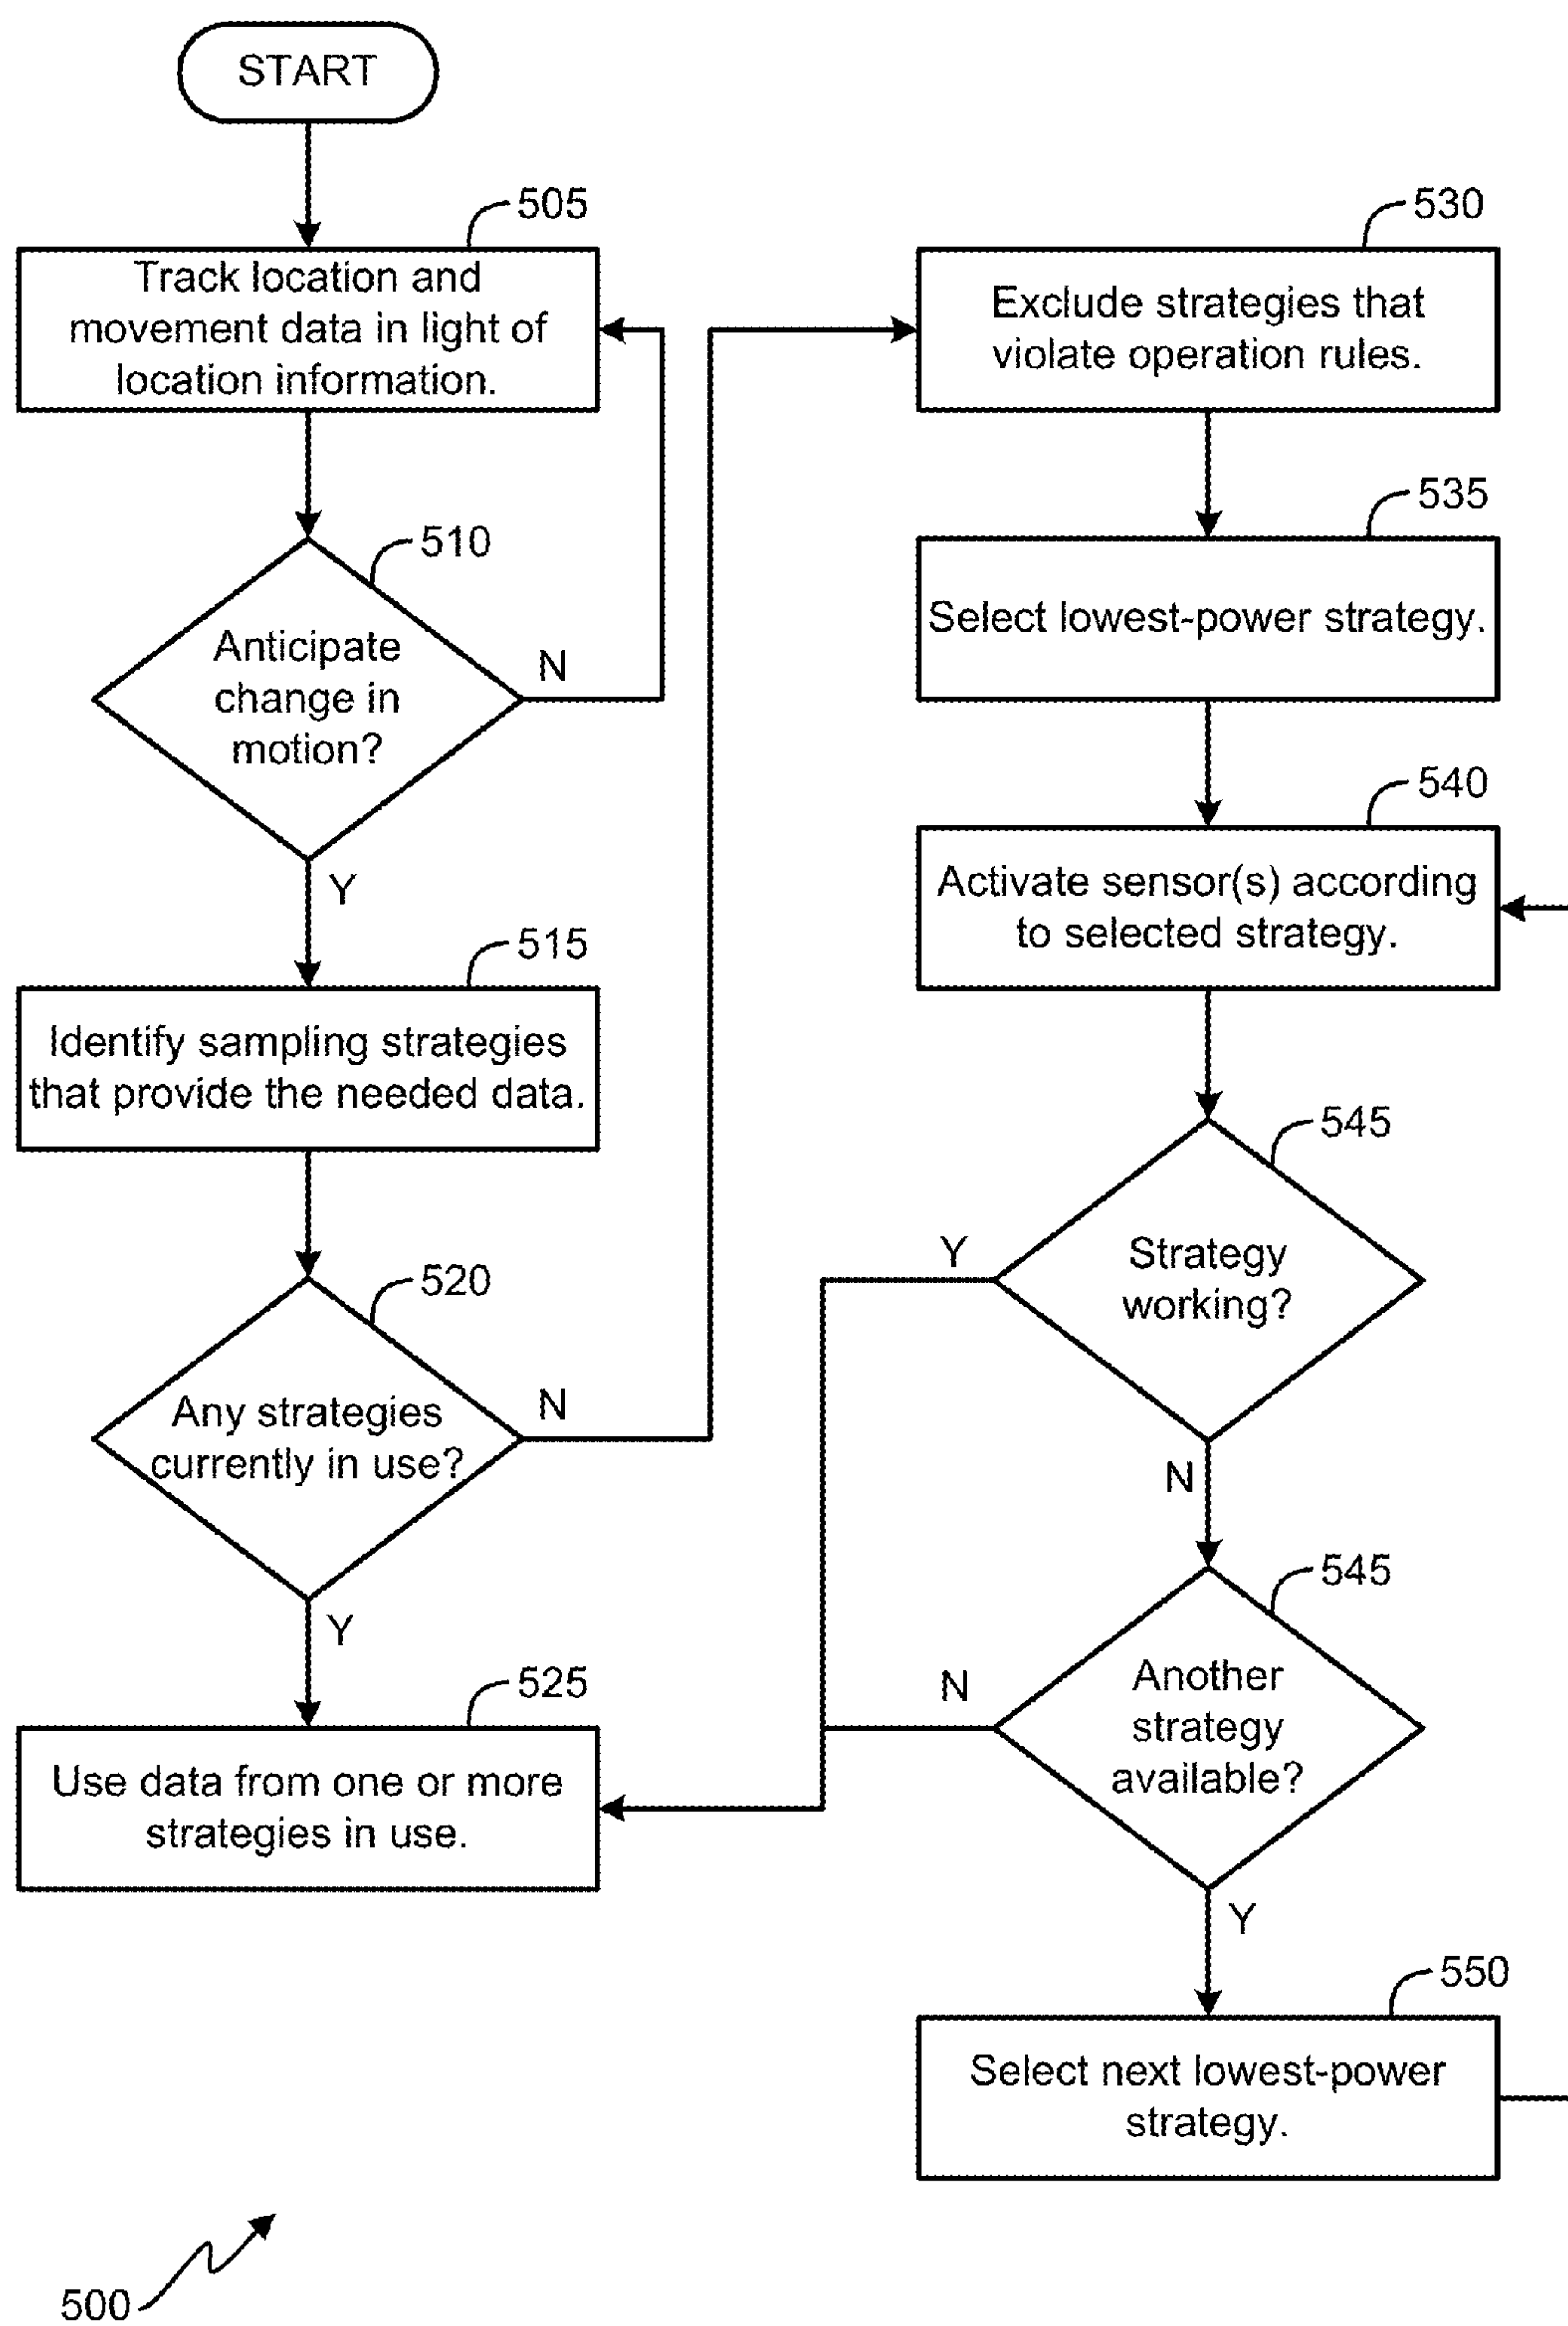 START
505
Track location and
movement data in light of
location information.
510
Anticipate
change in
motion?
N
Y
515
Identify sampling strategies
that provide the needed data.
520
Any strategies
currently in use?
N
Y
525
Use data from one or more
strategies in use.
530
Exclude strategies that
violate operation rules.
535
Select lowest-power strategy.
540
Activate sensor(s) according
to selected strategy.
545
Strategy
working?
Y
N
545
Another
strategy
available?
N
Y
550
Select next lowest-power
strategy.
500